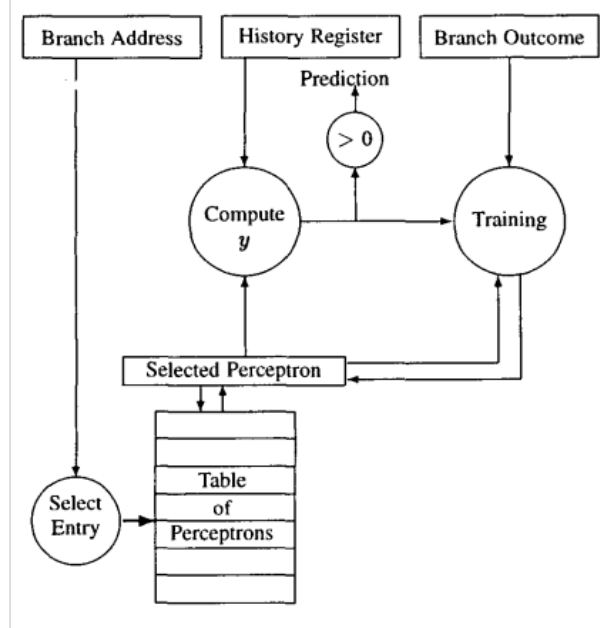 Branch Address
History Register
Branch Outcome
Prediction
> 0
Compute
y
Training
Selected Perceptron
Table
of
Perceptrons
Select
Entry